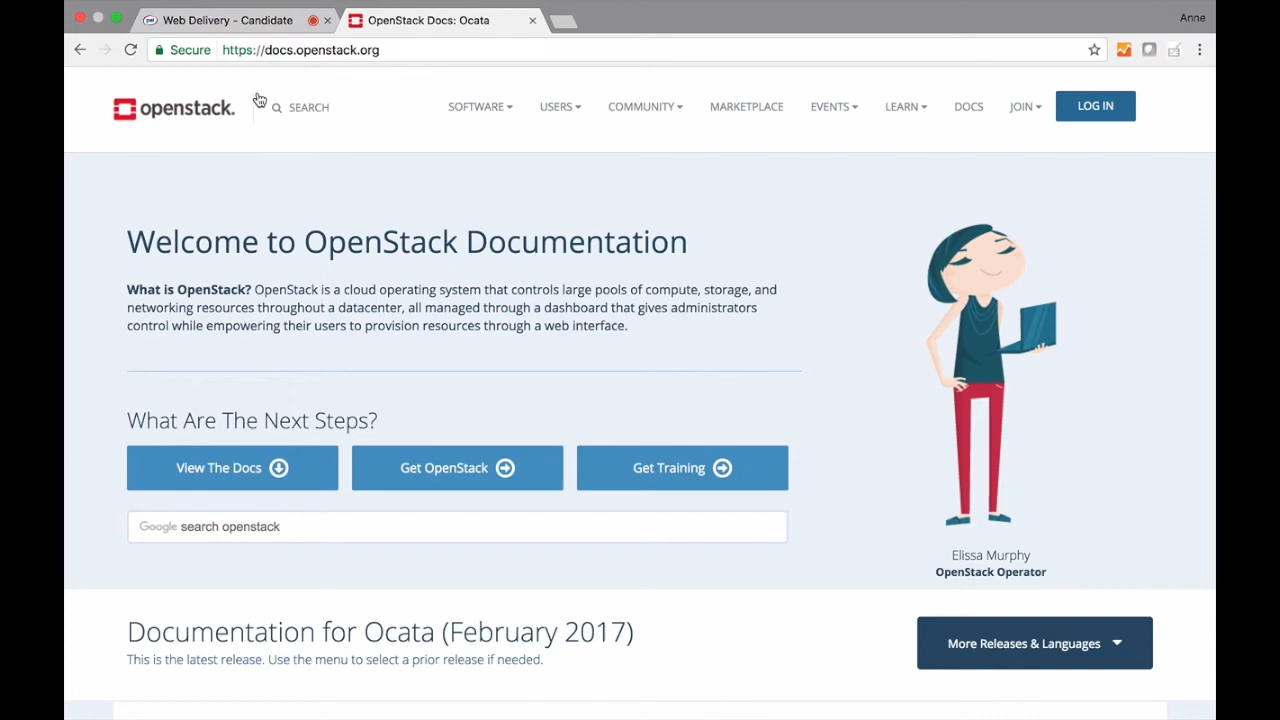 Web Delivery - Candidate
OpenStack Docs: Ocata
Anne
Secure https://docs.openstack.org
openstack.
SEARCH
SOFTWARE
USERS
COMMUNITY
MARKETPLACE
EVENTS
LEARN
DOCS
JOIN
LOG IN
Welcome to OpenStack Documentation
What is OpenStack? OpenStack is a cloud operating system that controls large pools of compute, storage, and
networking resources throughout a datacenter, all managed through a dashboard that gives administrators
control while empowering their users to provision resources through a web interface.
What Are The Next Steps?
View The Docs
Get OpenStack
Get Training
Google search openstack
Elissa Murphy
OpenStack Operator
Documentation for Ocata (February 2017)
This is the latest release. Use the menu to select a prior release if needed.
More Releases & Languages